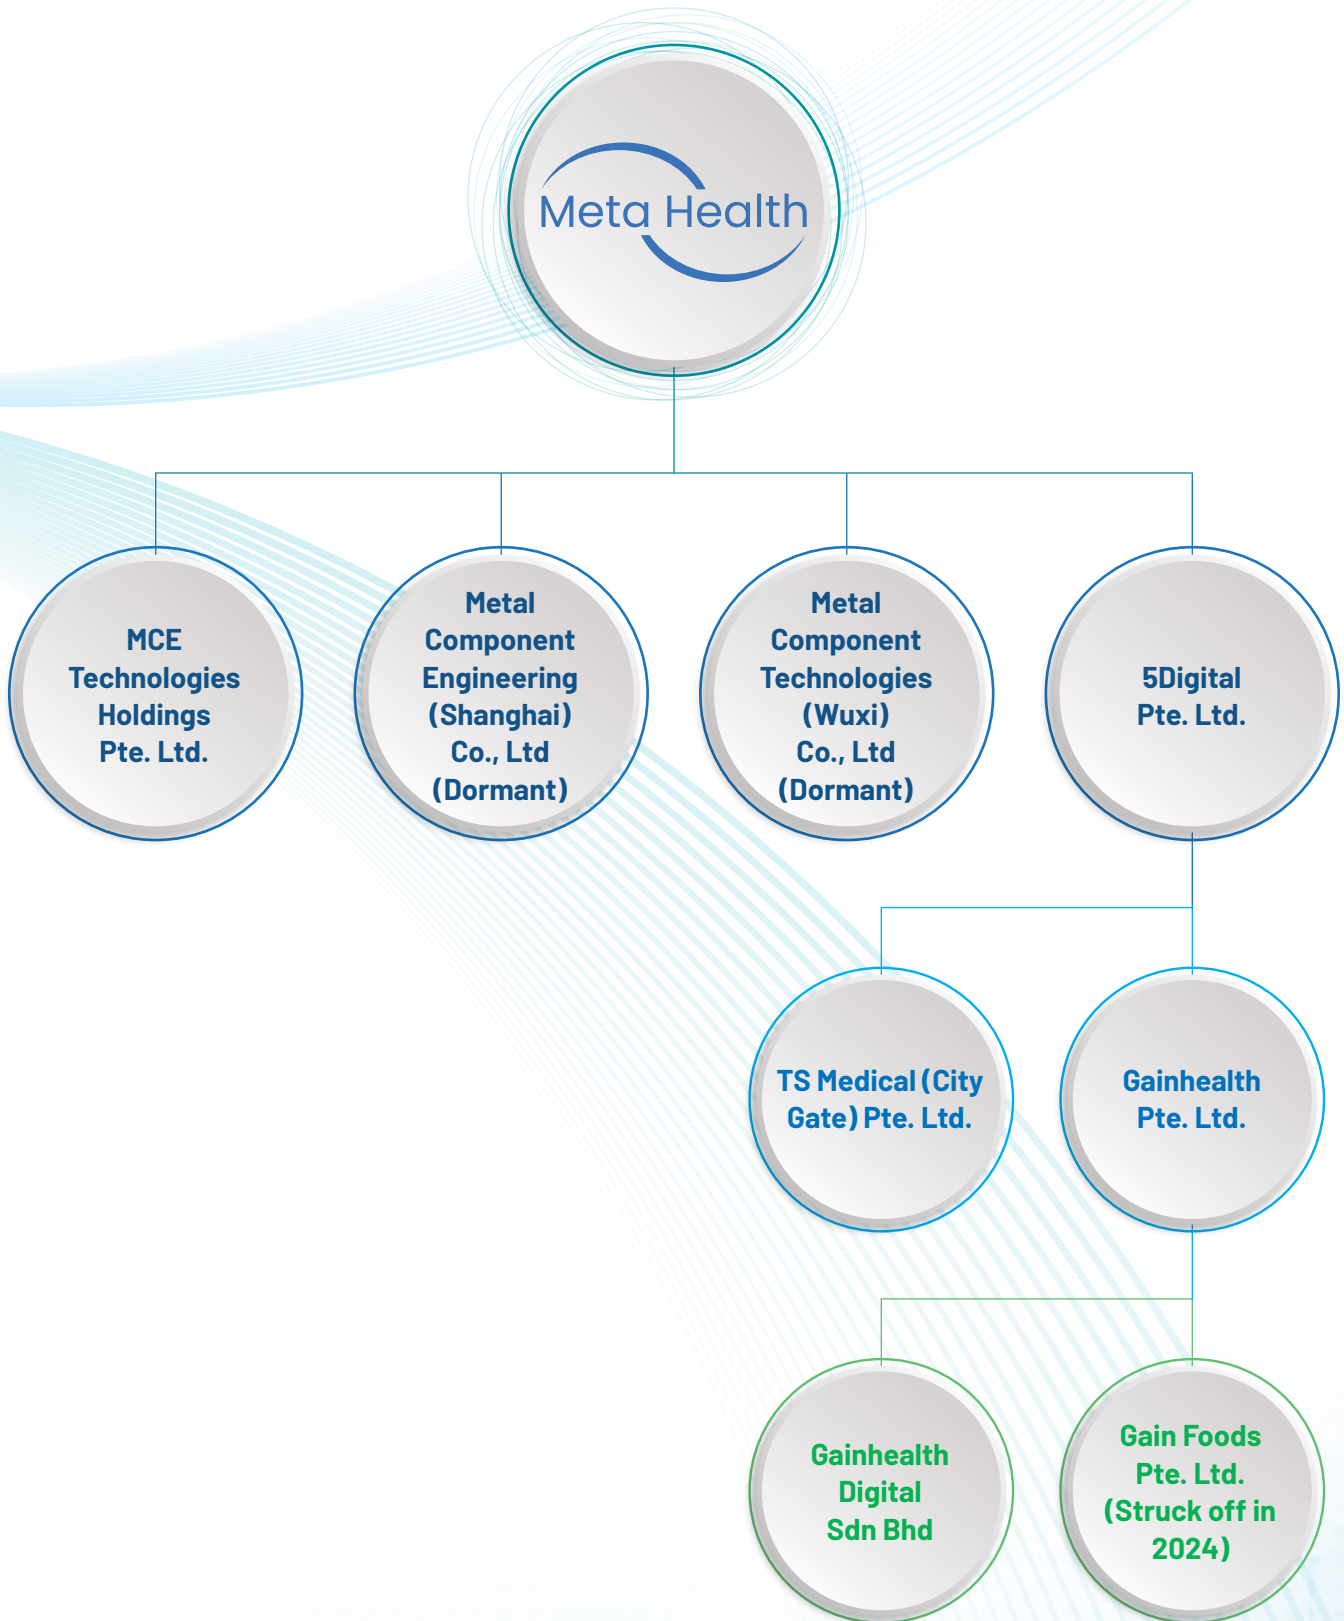 Meta Health
MCE
Technologies
Holdings
Pte. Ltd.
Metal
Component
Engineering
(Shanghai)
Co., Ltd
(Dormant)
Metal
Component
Technologies
(Wuxi)
Co., Ltd
(Dormant)
5Digital
Pte. Ltd.
TS Medical (City
Gate) Pte. Ltd.
Gainhealth
Pte. Ltd.
Gainhealth
Digital
Sdn Bhd
Gain Foods
Pte. Ltd.
(Struck off in
2024)